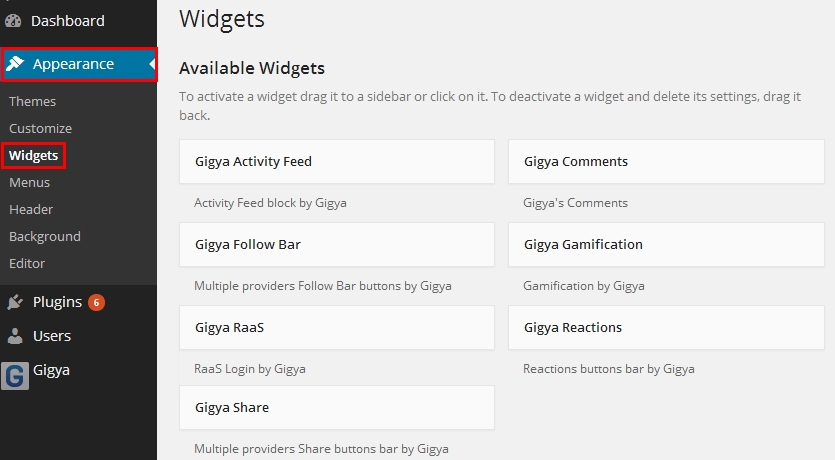 Dashboard
Appearance
Themes
Customize
Widgets
Menus
Header
Background
Editor
Plugins 6
Users
G Gigya
Widgets
Available Widgets
To activate a widget drag it to a sidebar or click on it. To deactivate a widget and delete its settings, drag it
back.
Gigya Activity Feed
Activity Feed block by Gigya
Gigya Comments
Gigya's Comments
Gigya Follow Bar
Multiple providers Follow Bar buttons by Gigya
Gigya Gamification
Gamification by Gigya
Gigya RaaS
RaaS Login by Gigya
Gigya Reactions
Reactions buttons bar by Gigya
Gigya Share
Multiple providers Share buttons bar by Gigya